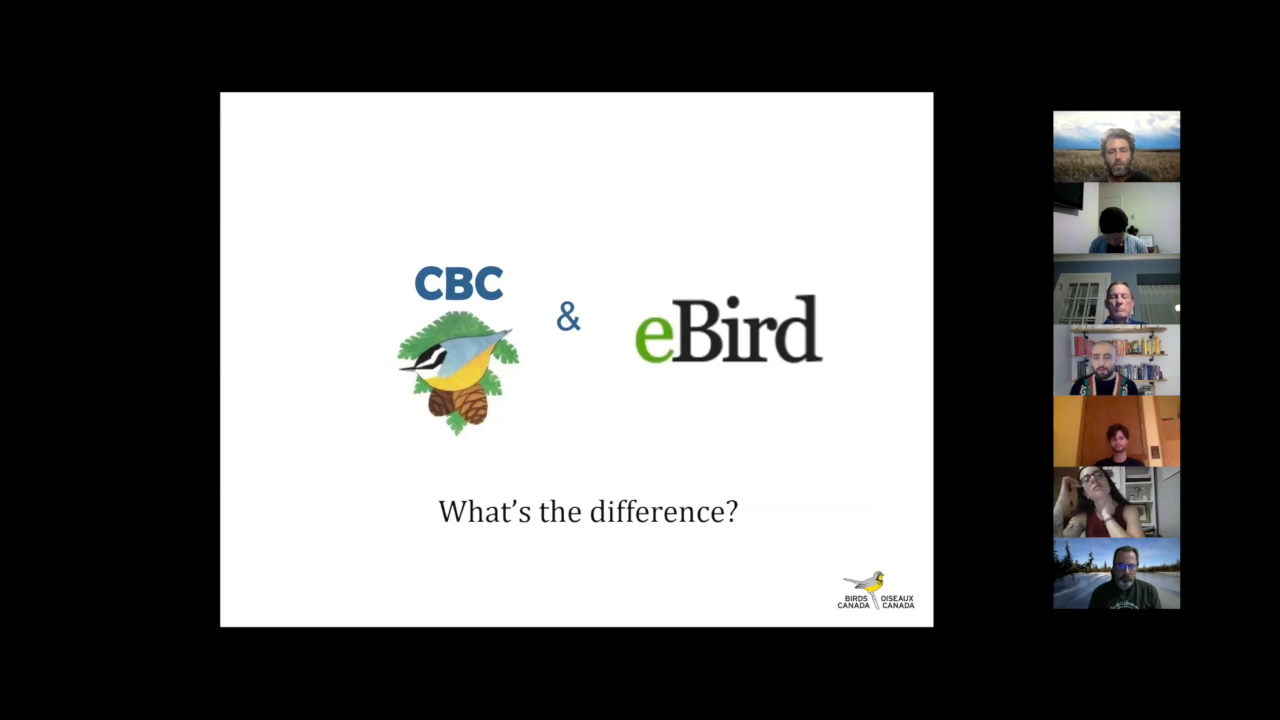 CBC
&
eBird
What's the difference?
BIRDS CANADA
OISEAUX CANADA